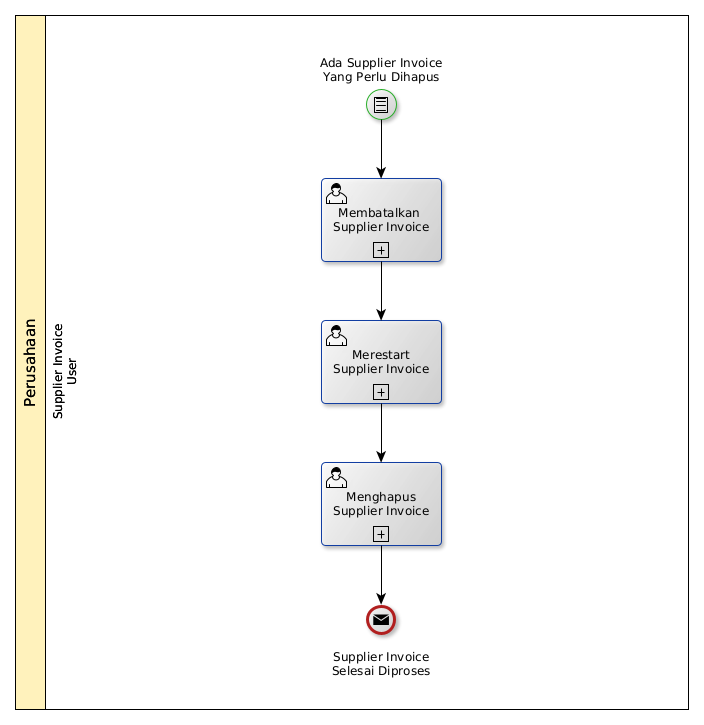 Perusahaan
Supplier Invoice
User
Ada Supplier Invoice
Yang Perlu Dihapus
Membatalkan
Supplier Invoice
Merestart
Supplier Invoice
Menghapus
Supplier Invoice
Supplier Invoice
Selesai Diproses